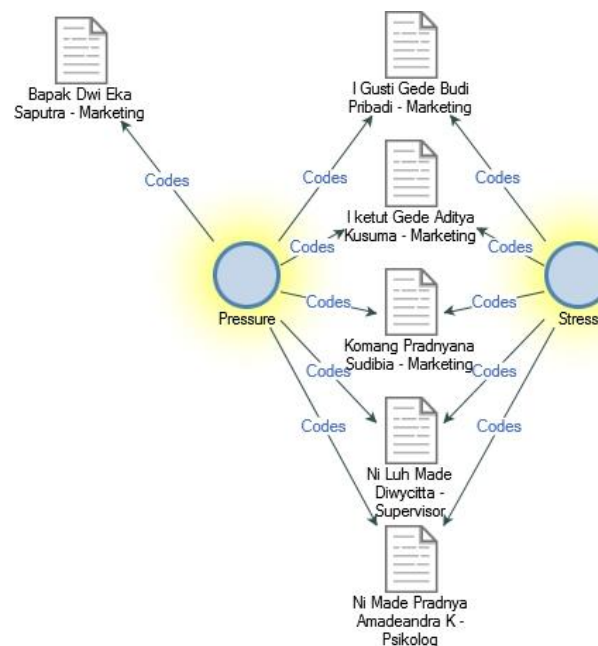 Bapak Dwi Eka
Saputra - Marketing
I Gusti Gede Budi
Pribadi - Marketing
Codes
Codes
Codes
I ketut Gede Aditya
Kusuma - Marketing
Codes
Codes
Codes
Codes
Pressure
Stress
Komang Pradnyana
Sudibia - Marketing
Codes
Codes
Codes
Codes
Ni Luh Made
Diwycitta -
Supervisor
Ni Made Pradnya
Amadeandra K -
Psikolog